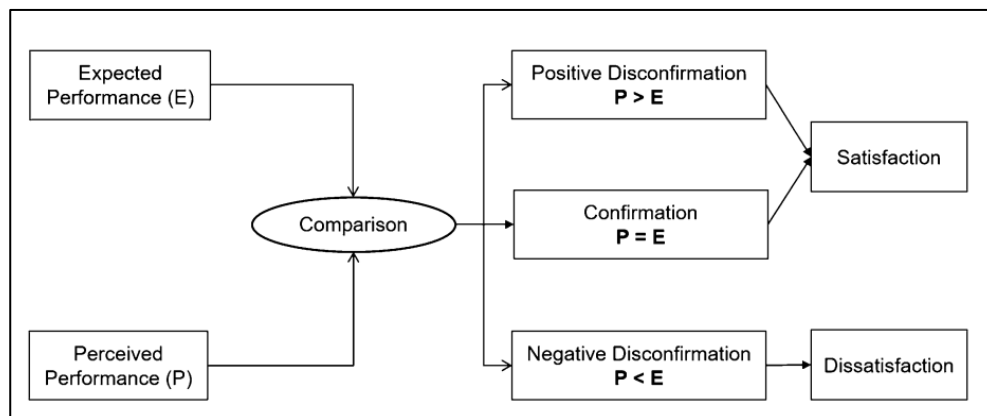 Expected
Performance (E)
Positive Disconfirmation
P > E
Satisfaction
Comparison
Confirmation
P = E
Perceived
Performance (P)
Negative Disconfirmation
P < E
Dissatisfaction